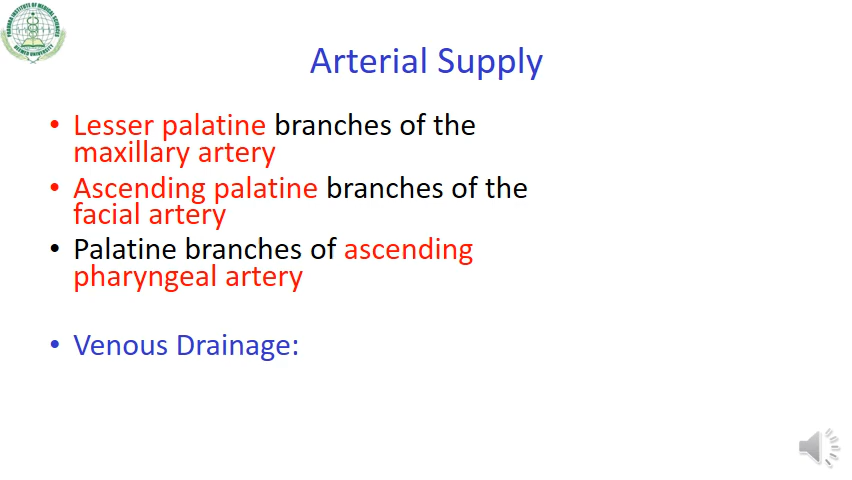 Arterial Supply
• Lesser palatine branches of the
maxillary artery
• Ascending palatine branches of the
facial artery
• Palatine branches of ascending
pharyngeal artery
• Venous Drainage: